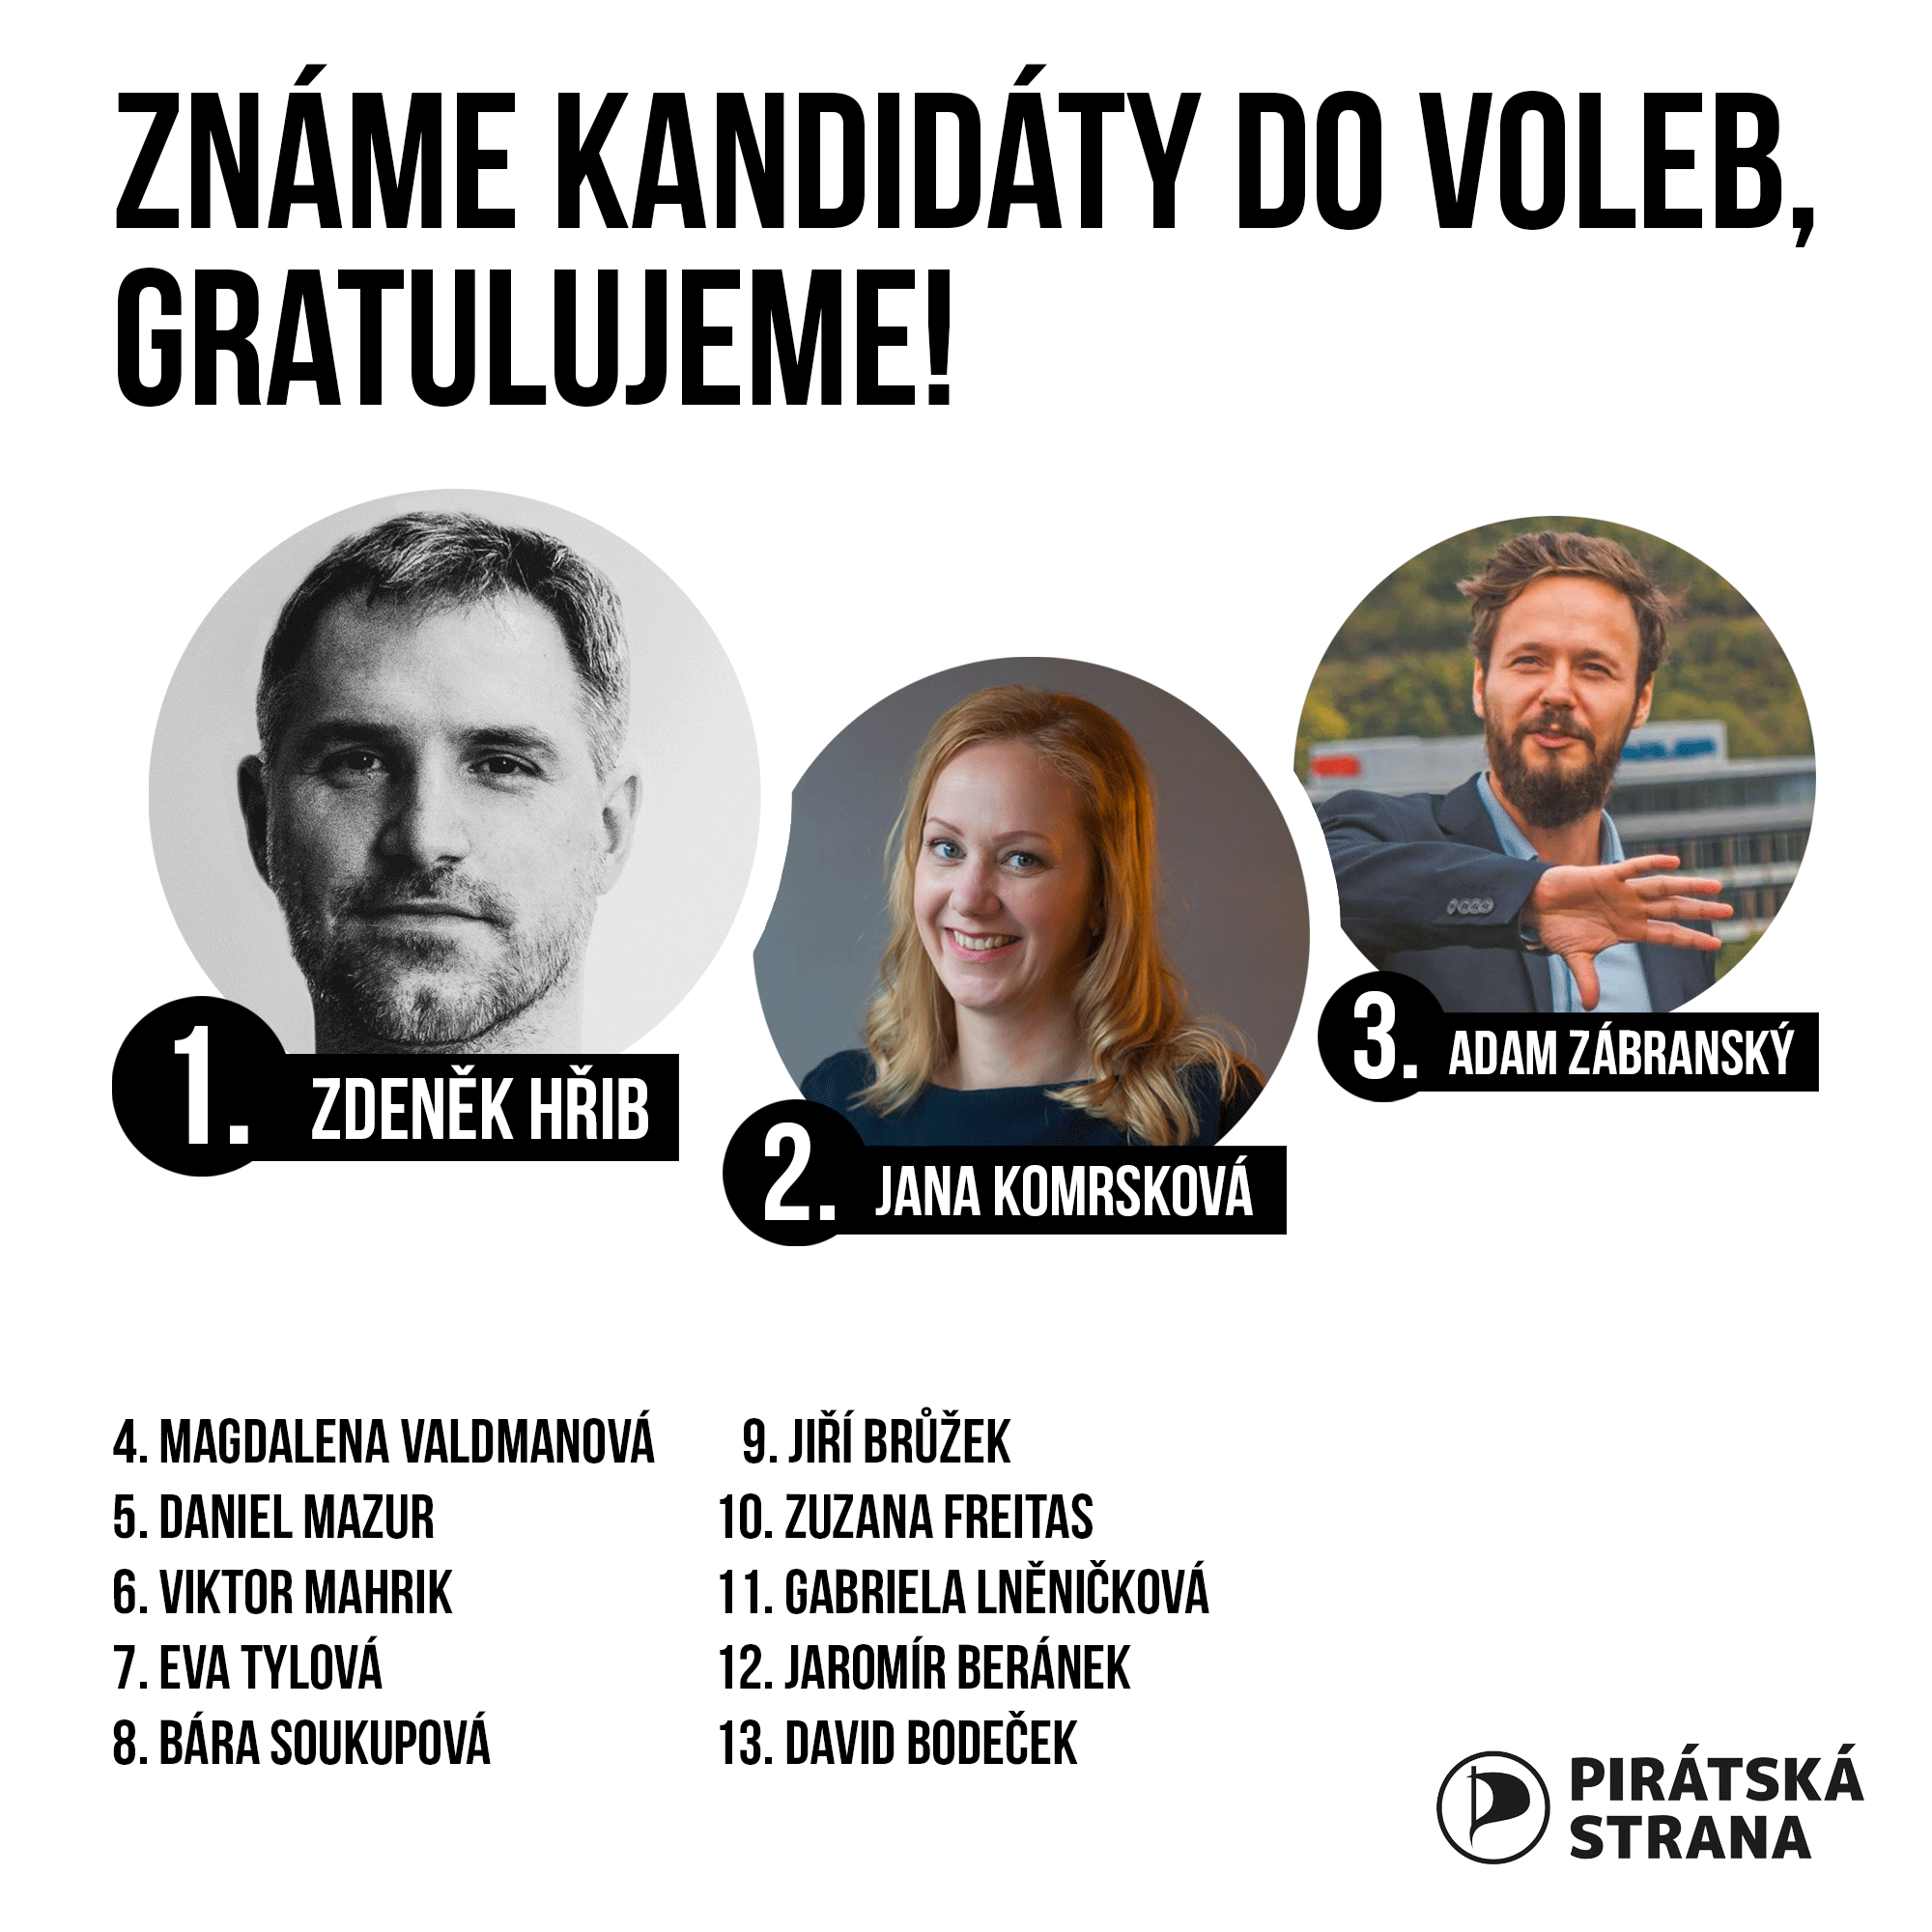 ZNÁME KANDIDÁTY DO VOLEB,
GRATULUJEME!
1. ZDENĚK HŘIB
2. JANA KOMRSKOVÁ
3. ADAM ZÁBRANSKÝ
4. MAGDALENA VALDMANOVÁ
5. DANIEL MAZUR
6. VIKTOR MAHRIK
7. EVA TYLOVÁ
8. BÁRA SOUKUPOVÁ
9. JIŘÍ BRŮŽEK
10. ZUZANA FREITAS
11. GABRIELA LNĚNIČKOVÁ
12. JAROMÍR BERÁNEK
13. DAVID BODEČEK
PIRÁTSKÁ
STRANA